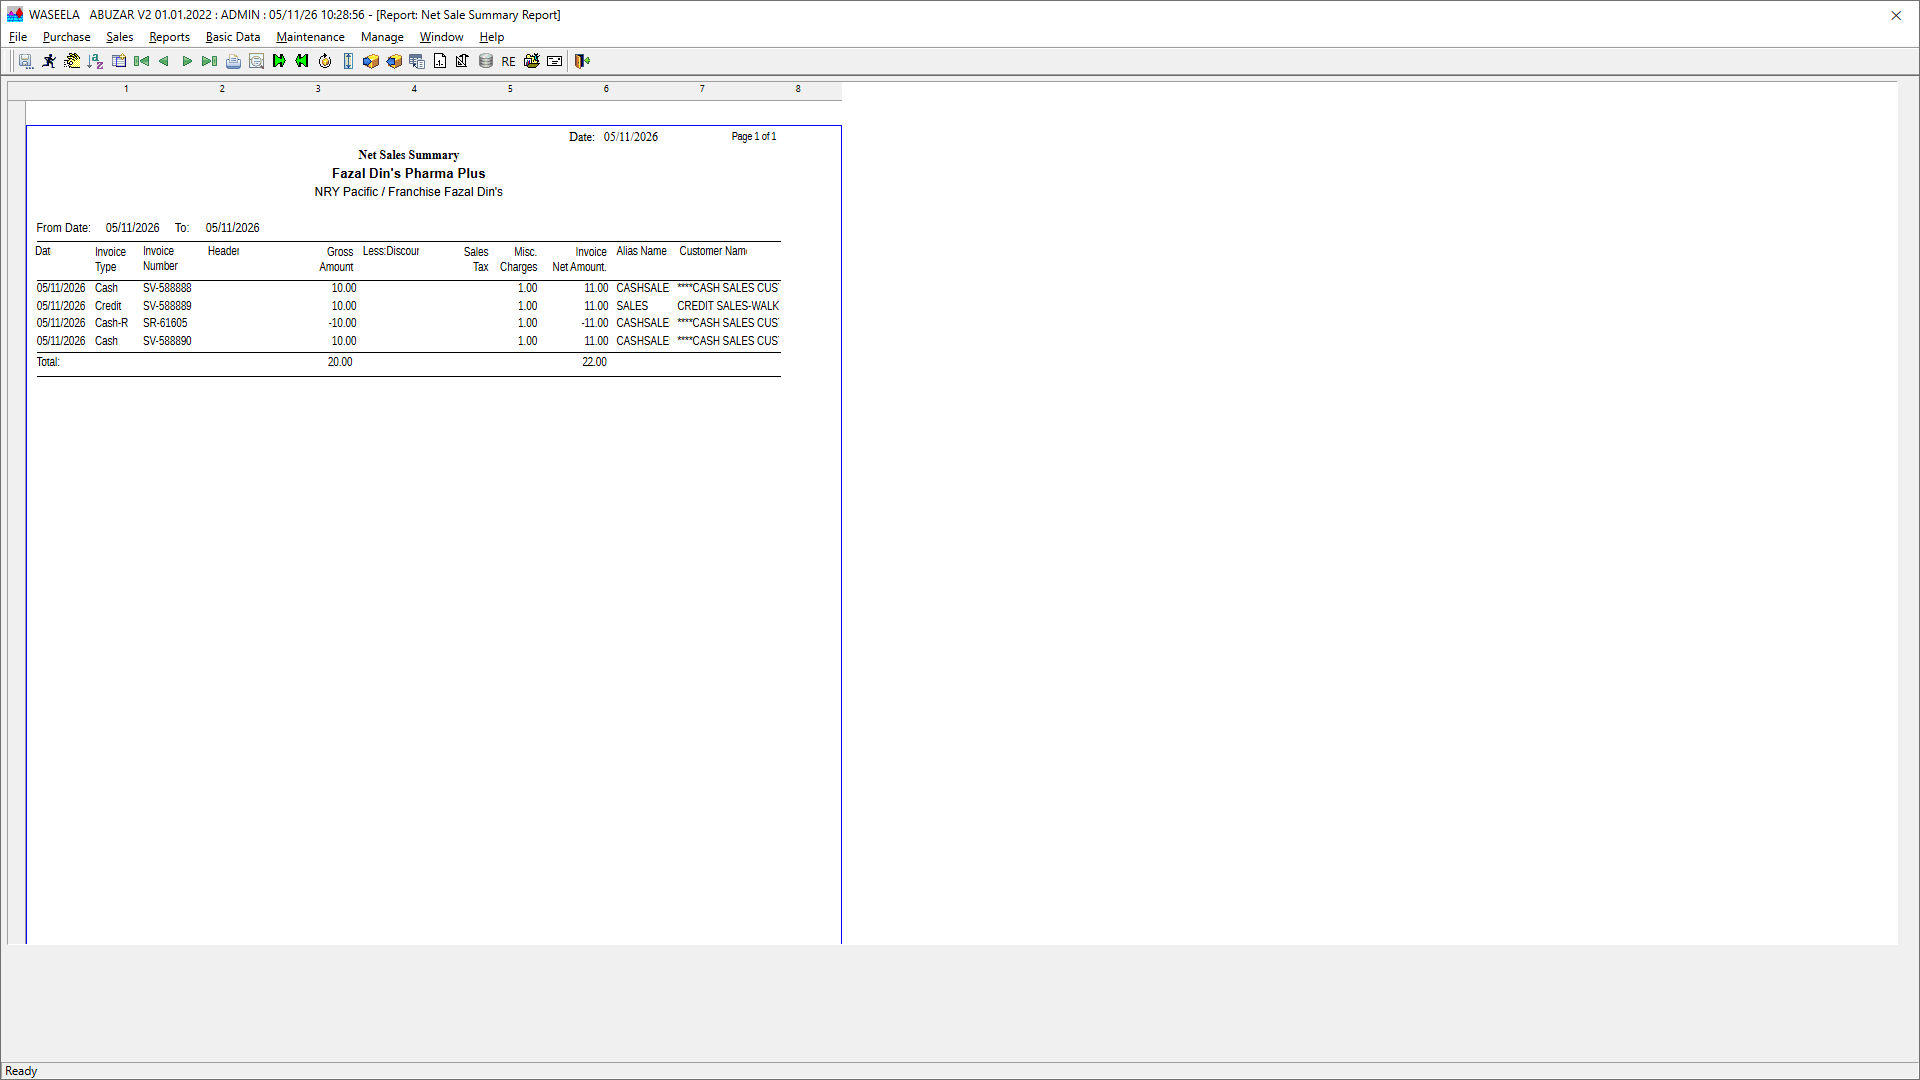 WASEELA ABUZAR V2 01.01.2022 : ADMIN : 05/11/26 10:28:56 - [Report: Net Sale Summary Report]
File Purchase Sales Reports Basic Data Maintenance Manage Window Help
RE
1 2 3 4 5 6 7 8
Date: 05/11/2026 Page 1 of 1
Net Sales Summary
Fazal Din's Pharma Plus
NRY Pacific / Franchise Fazal Din's
From Date: 05/11/2026 To: 05/11/2026
Dat Invoice Invoice Header Gross Less:Discour Sales Misc. Invoice Alias Name Customer Nam
Type Number Amount Tax Charges Net Amount.
05/11/2026 Cash SV-588888 10.00 1.00 11.00 CASHSALE ****CASH SALES CUS
05/11/2026 Credit SV-588889 10.00 1.00 11.00 SALES CREDIT SALES-WALK
05/11/2026 Cash-R SR-61605 -10.00 1.00 -11.00 CASHSALE ****CASH SALES CUS
05/11/2026 Cash SV-588890 10.00 1.00 11.00 CASHSALE ****CASH SALES CUS
Total: 20.00 22.00
Ready